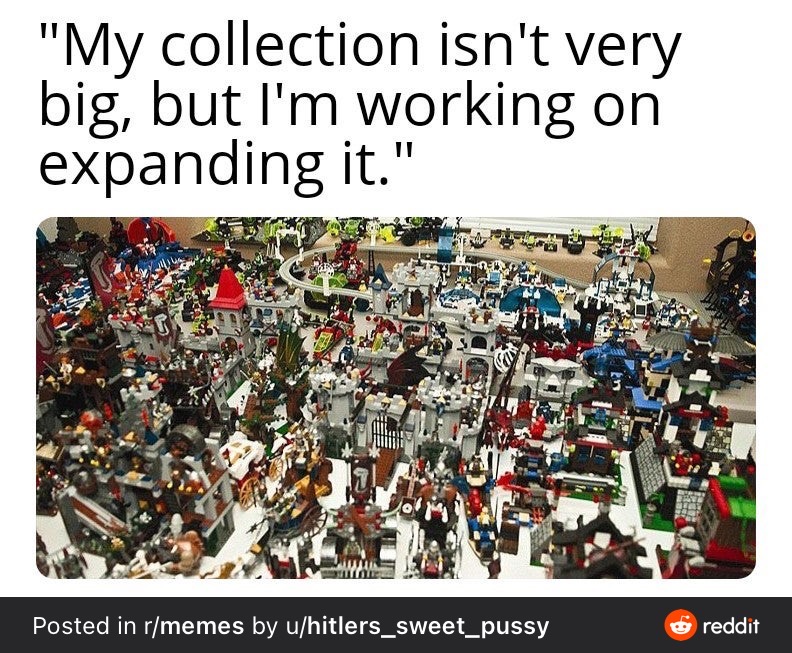 "My collection isn't very
big, but I'm working on
expanding it."
Posted in r/memes by u/hitlers_sweet_pussy
reddit